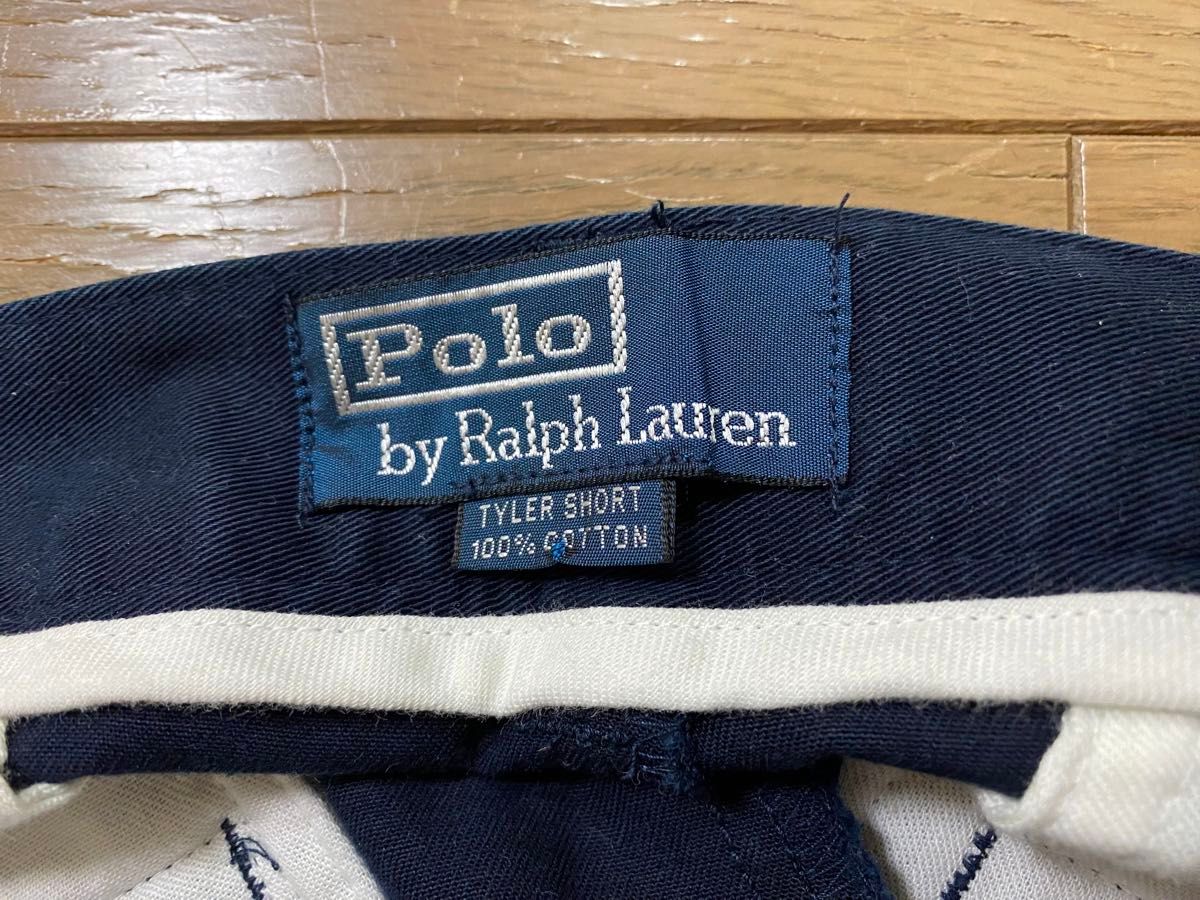 Polo
by Ralph Lauren
TYLER SHORT
100% COTTON